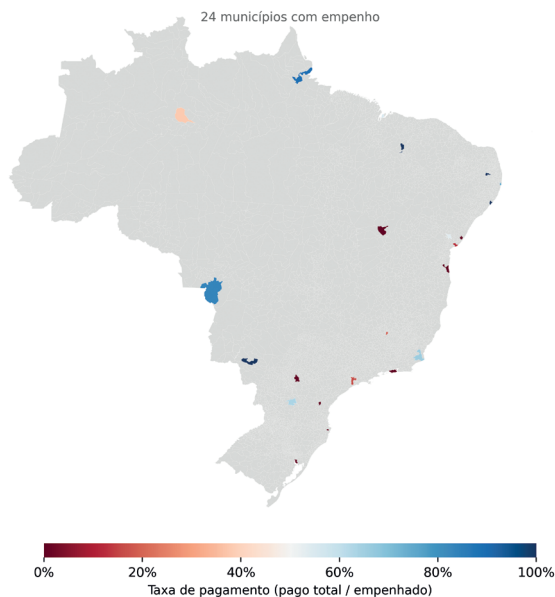 24 municípios com empenho
0% 20% 40% 60% 80% 100%
Taxa de pagamento (pago total / empenhado)